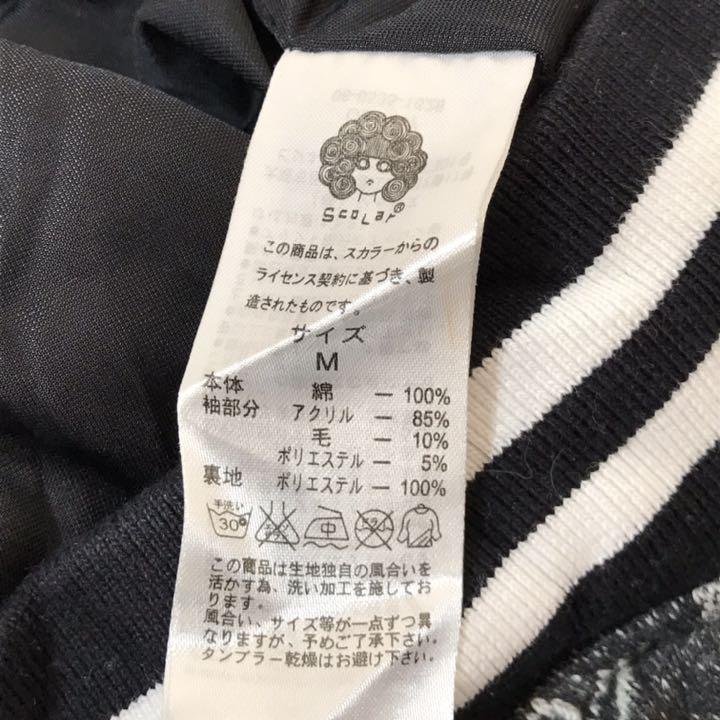 ScoLar®
この商品は、スカラーからの
ライセンス契約に基づき、製
造されたものです。
サイズ
M
本体 綿 — 100%
袖部分 アクリル — 85%
毛 — 10%
ポリエステル — 5%
裏地 ポリエステル — 100%
手洗い
30
中
この商品は生地独自の風合いを
活かす為、洗い加工を施してお
ります。
風合い、サイズ等が一点ずつ異
なりますが、予めご了承下さい。
タンブラー乾燥はお避け下さい。